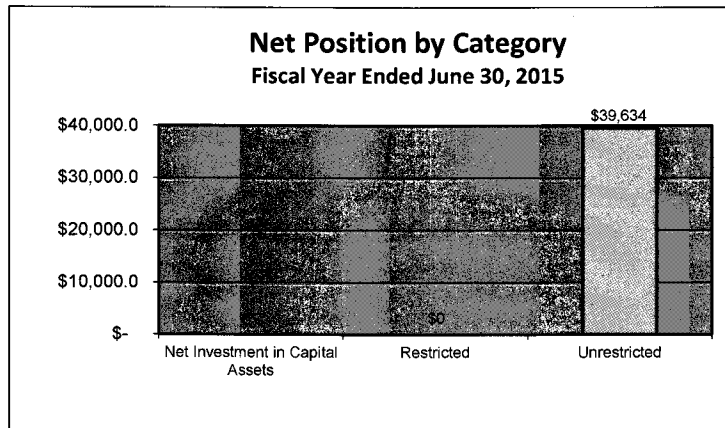 Net Position by Category
Fiscal Year Ended June 30, 2015
$39,634
$40,000.0
$30,000.0
$20,000.0
$10,000.0
$-
$0
Net Investment in Capital
Assets
Restricted
Unrestricted